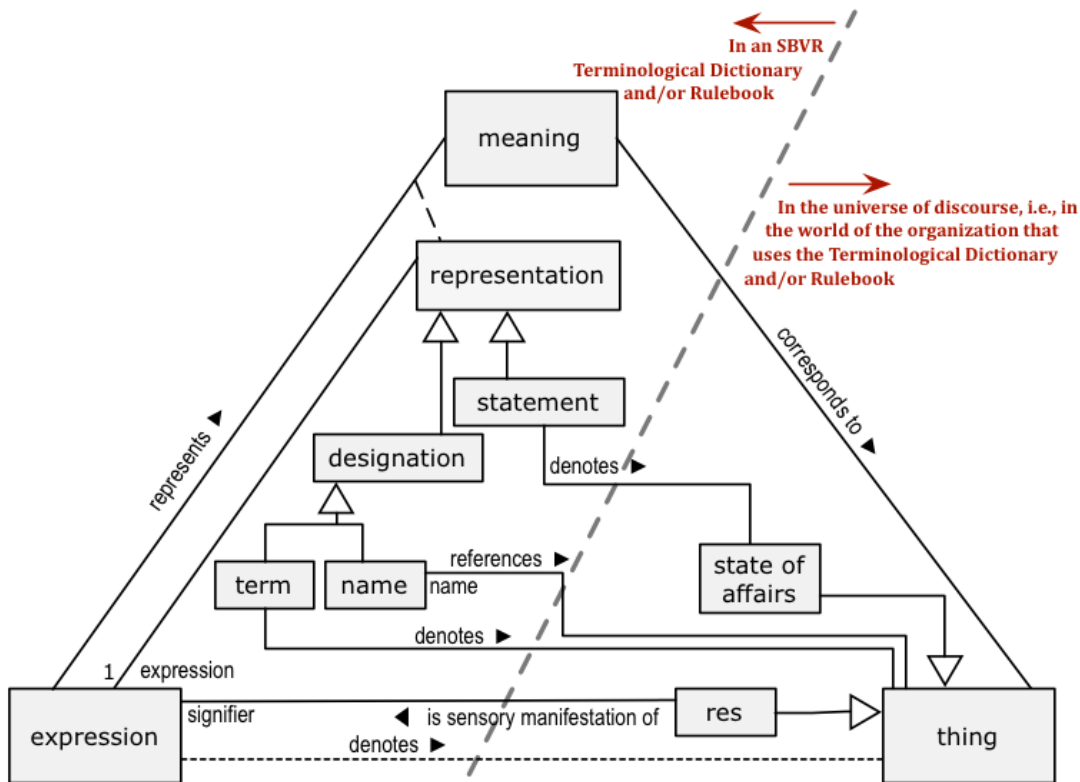 In an SBVR
Terminological Dictionary
and/or Rulebook
meaning
In the universe of discourse, i.e., in
the world of the organization that
uses the Terminological Dictionary
and/or Rulebook
representation
corresponds to ►
statement
represents ►
designation
denotes ►
references ►
term
name
name
state of
affairs
denotes ►
1
expression
expression
signifier
◄ is sensory manifestation of
res
thing
denotes ►